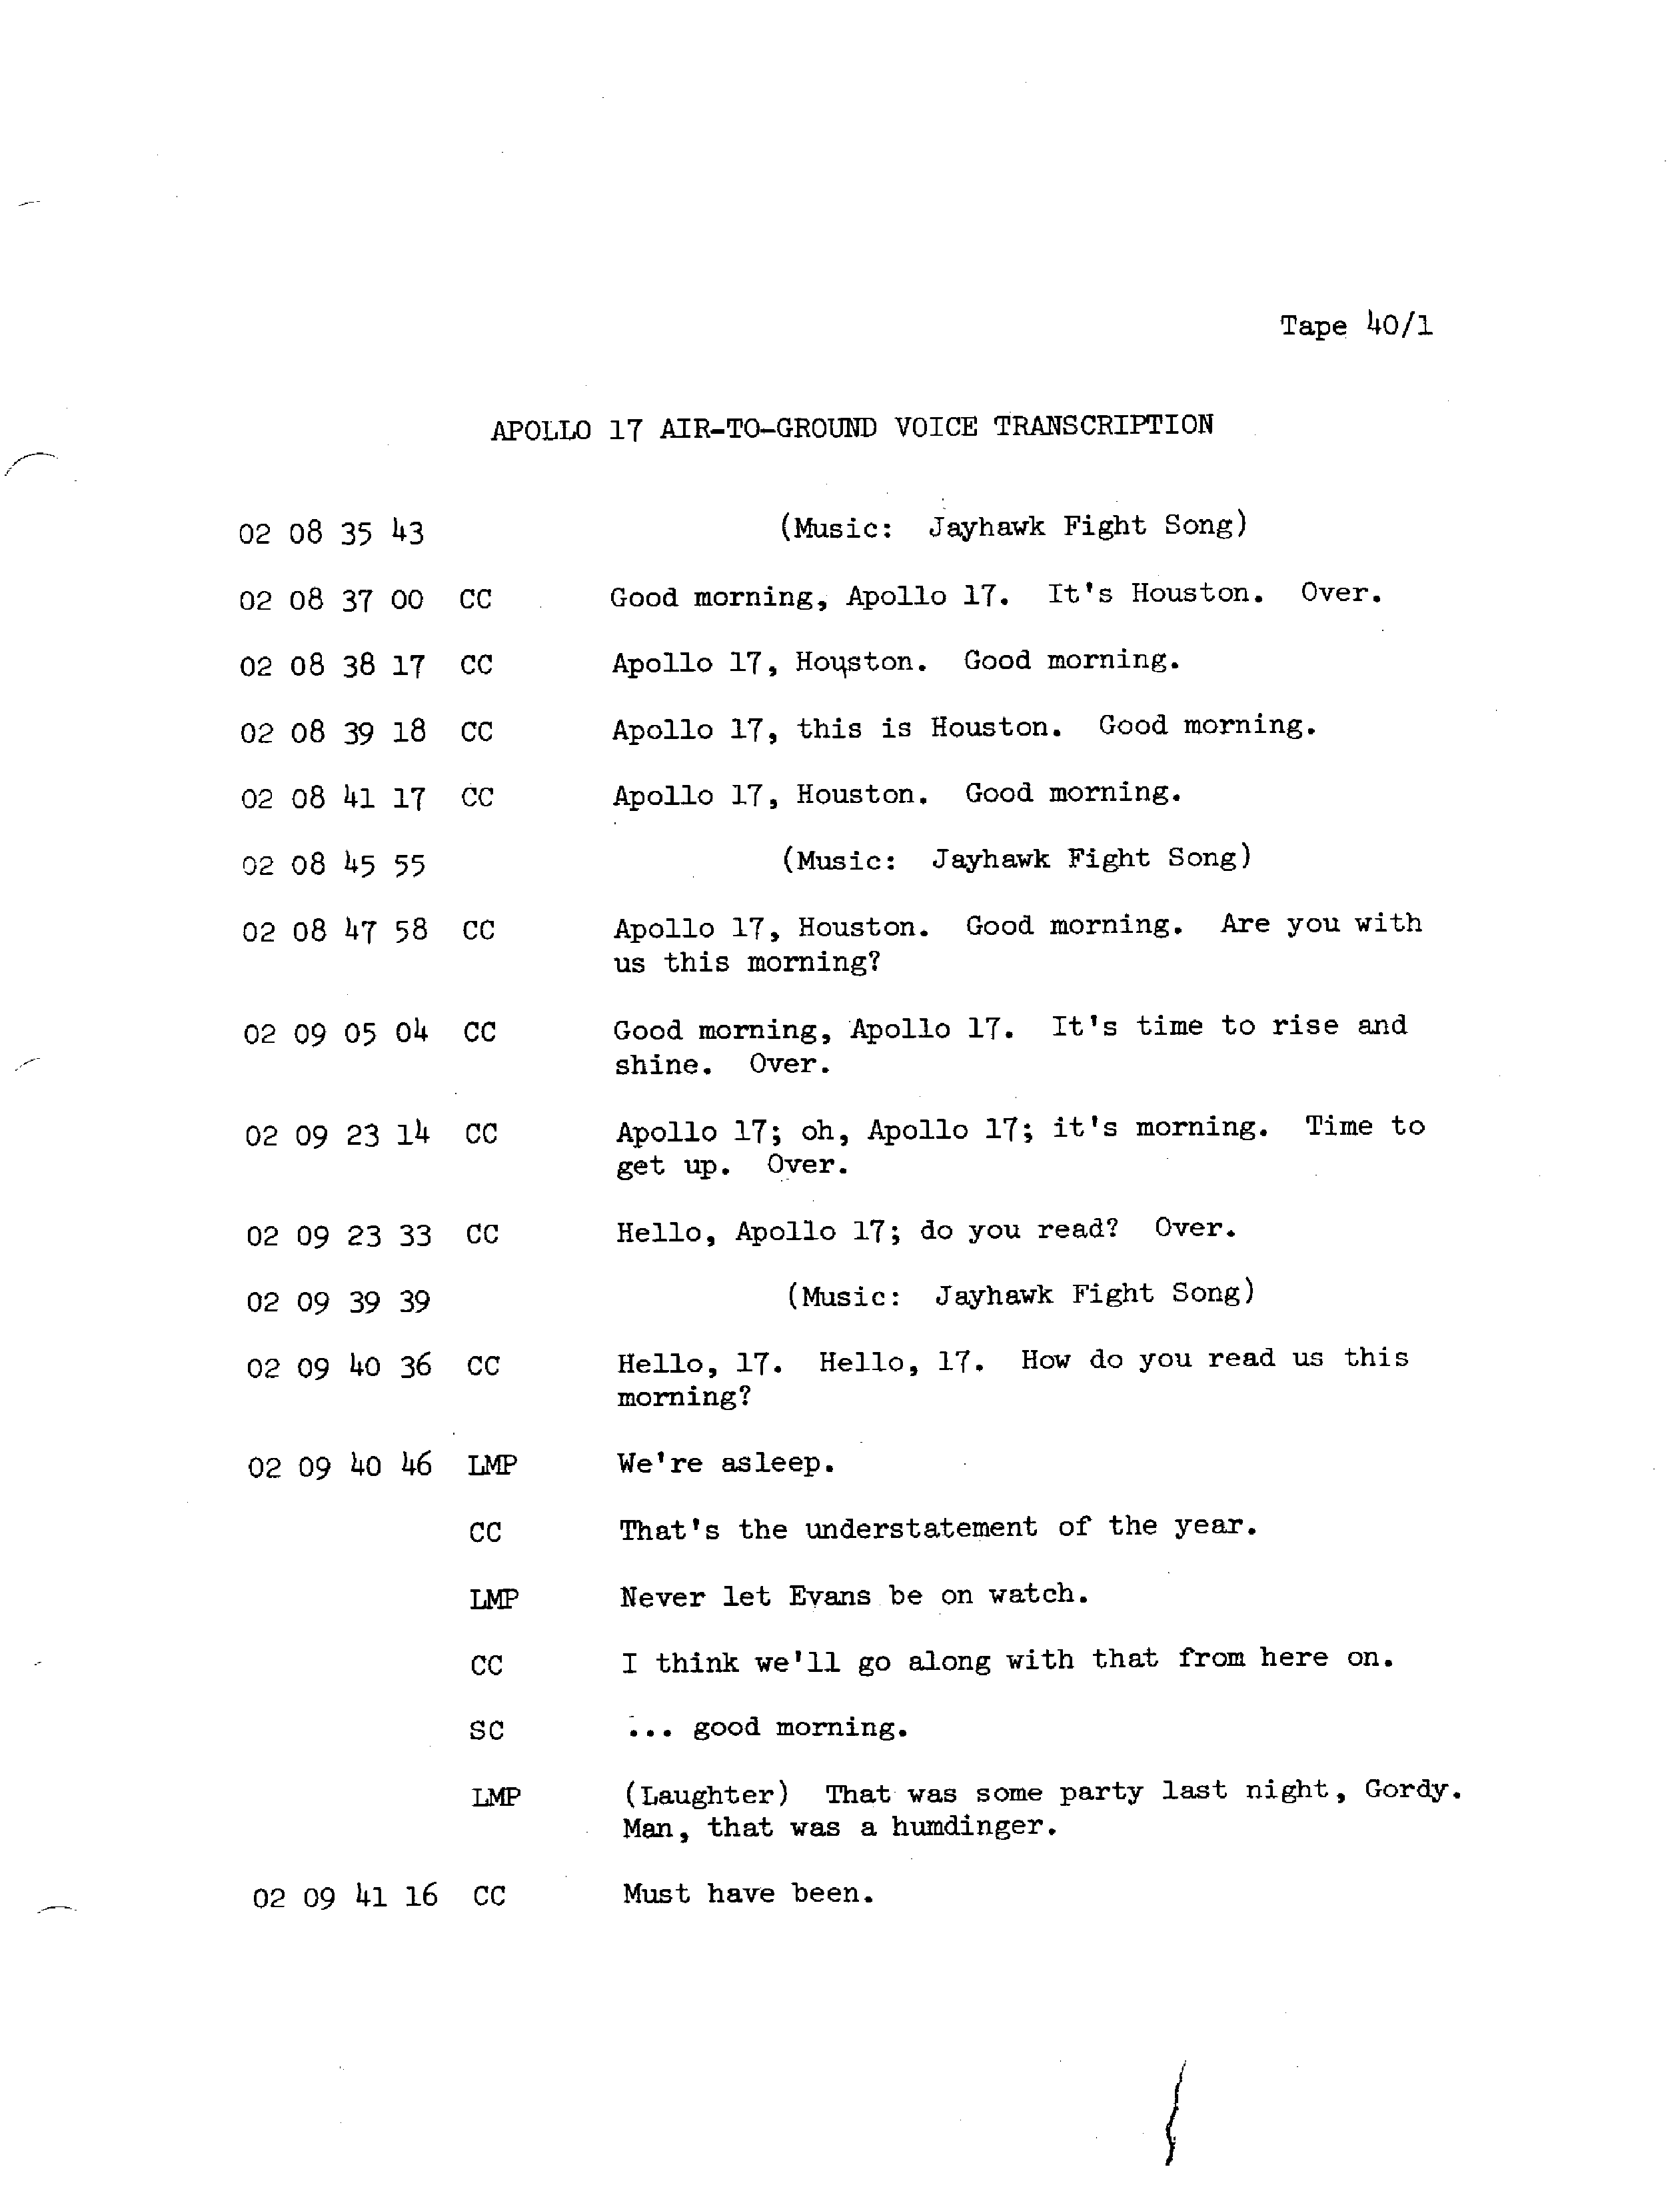 Tape 40/1
APOLLO 17 AIR-TO-GROUND VOICE TRANSCRIPTION
02 08 35 43 (Music: Jayhawk Fight Song)
02 08 37 00 CC Good morning, Apollo 17. It's Houston. Over.
02 08 38 17 CC Apollo 17, Houston. Good morning.
02 08 39 18 CC Apollo 17, this is Houston. Good morning.
02 08 41 17 CC Apollo 17, Houston. Good morning.
02 08 45 55 (Music: Jayhawk Fight Song)
02 08 47 58 CC Apollo 17, Houston. Good morning. Are you with
us this morning?
02 09 05 04 CC Good morning, Apollo 17. It's time to rise and
shine. Over.
02 09 23 14 CC Apollo 17; oh, Apollo 17; it's morning. Time to
get up. Over.
02 09 23 33 CC Hello, Apollo 17; do you read? Over.
02 09 39 39 (Music: Jayhawk Fight Song)
02 09 40 36 CC Hello, 17. Hello, 17. How do you read us this
morning?
02 09 40 46 LMP We're asleep.
CC That's the understatement of the year.
LMP Never let Evans be on watch.
CC I think we'll go along with that from here on.
SC ... good morning.
LMP (Laughter) That was some party last night, Gordy.
Man, that was a humdinger.
02 09 41 16 CC Must have been.